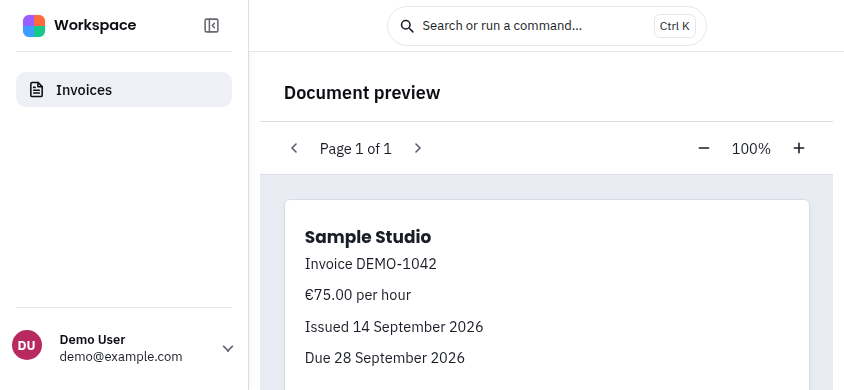 Workspace
Search or run a command...
Ctrl K
Invoices
Document preview
Page 1 of 1
100%
Sample Studio
Invoice DEMO-1042
€75.00 per hour
Issued 14 September 2026
Due 28 September 2026
DU
Demo User
demo@example.com